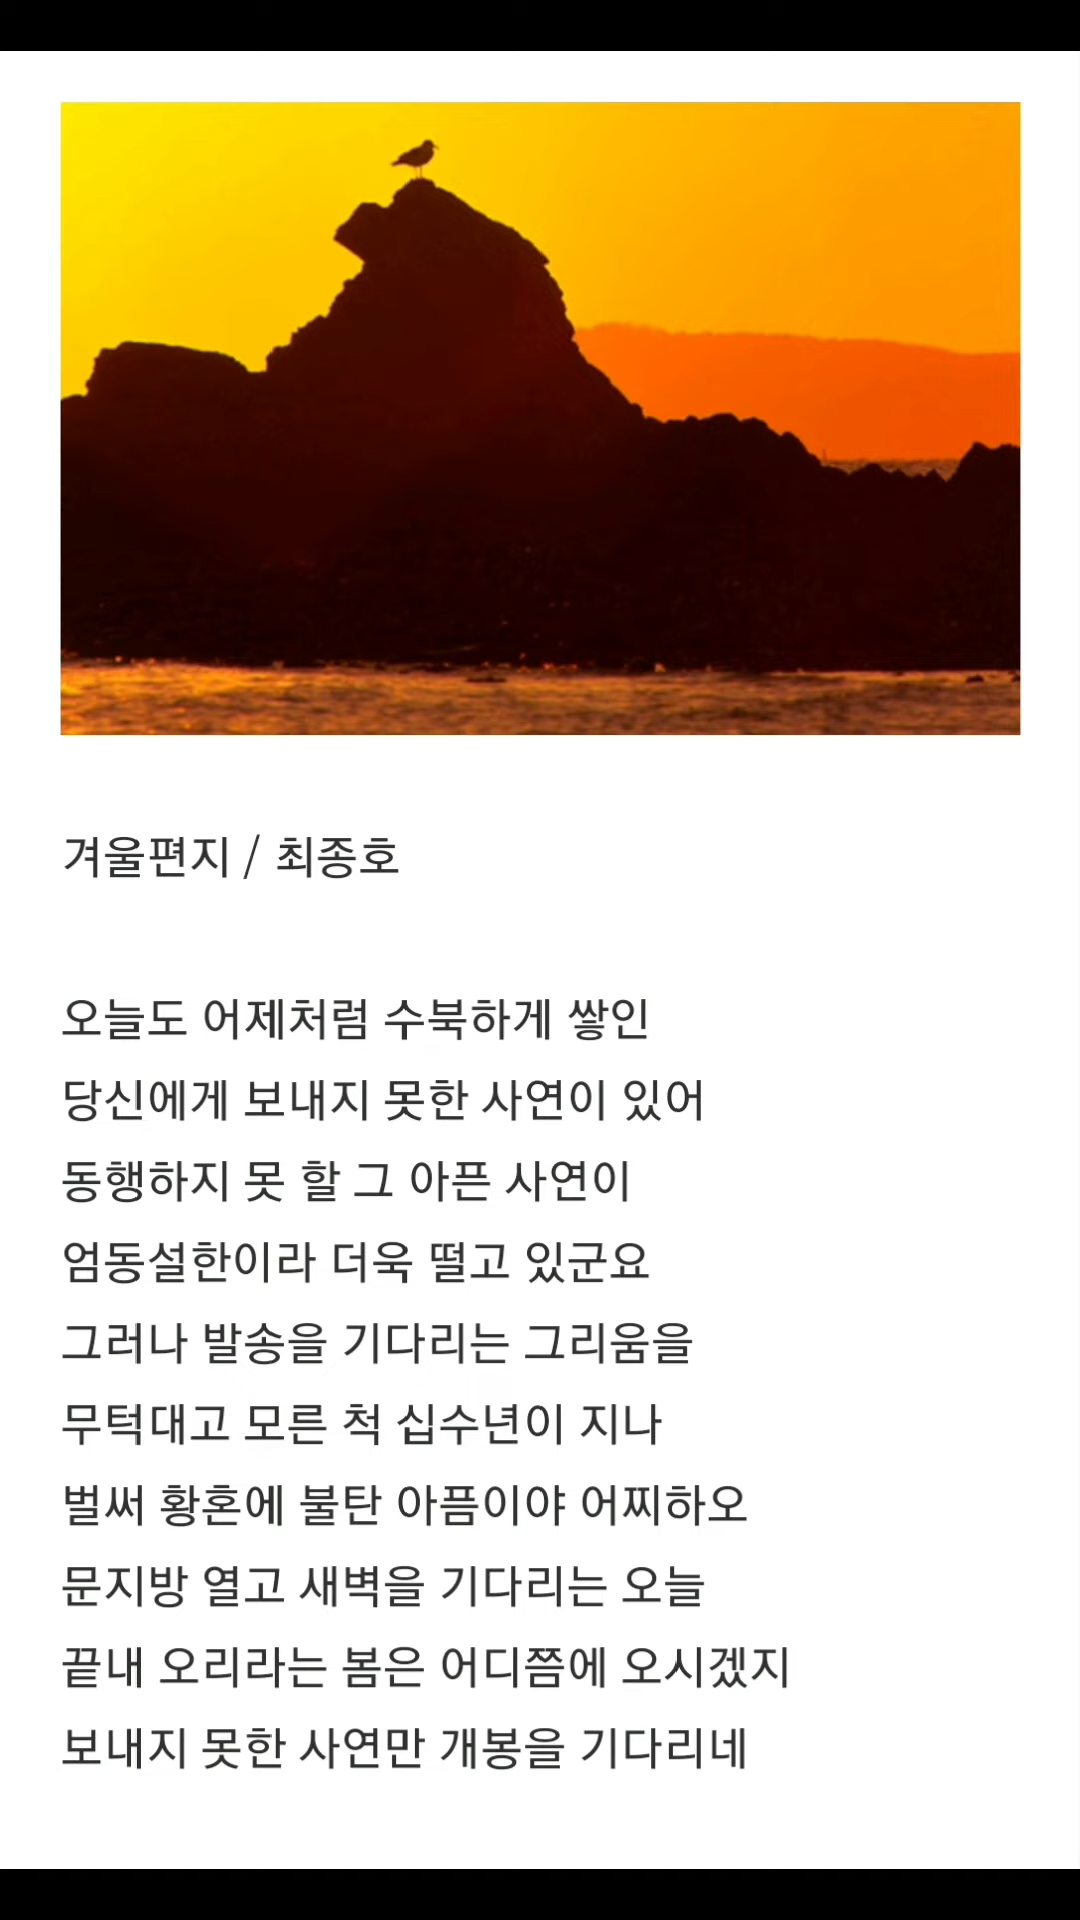 겨울편지 / 최종호
오늘도 어제처럼 수북하게 쌓인
당신에게 보내지 못한 사연이 있어
동행하지 못 할 그 아픈 사연이
엄동설한이라 더욱 떨고 있군요
그러나 발송을 기다리는 그리움을
무턱대고 모른 척 십수년이 지나
벌써 황혼에 불탄 아픔이야 어찌하오
문지방 열고 새벽을 기다리는 오늘
끝내 오리라는 봄은 어디쯤에 오시겠지
보내지 못한 사연만 개봉을 기다리네